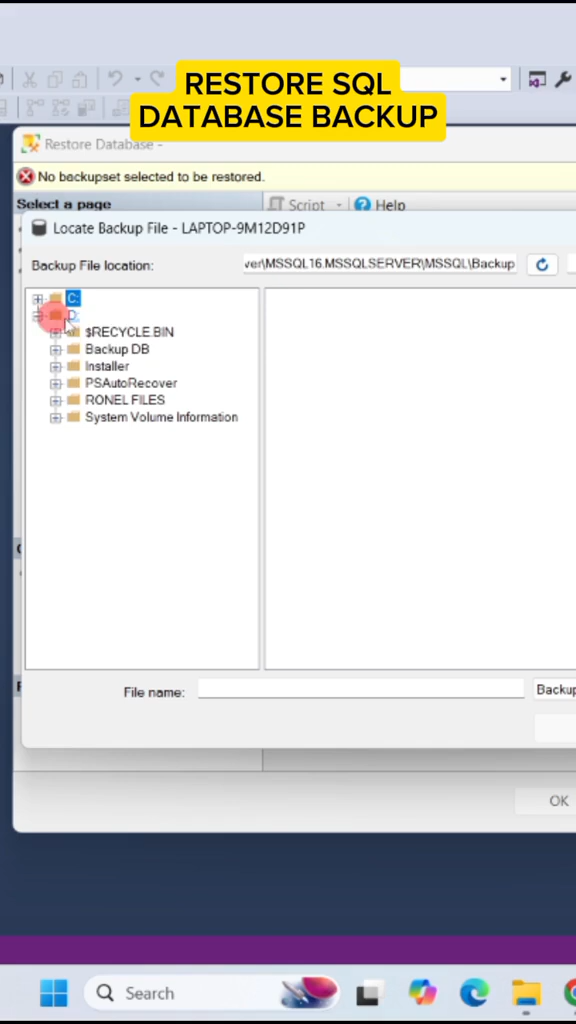 RESTORE SQL
DATABASE BACKUP
Restore Database -
No backupset selected to be restored.
Select a page
Script
Help
Locate Backup File - LAPTOP-9M12D91P
Backup File location:
ver\MSSQL16.MSSQLSERVER\MSSQL\Backup
C:
D:
$RECYCLE.BIN
Backup DB
Installer
PSAutoRecover
RONEL FILES
System Volume Information
File name:
Backup
OK
Search